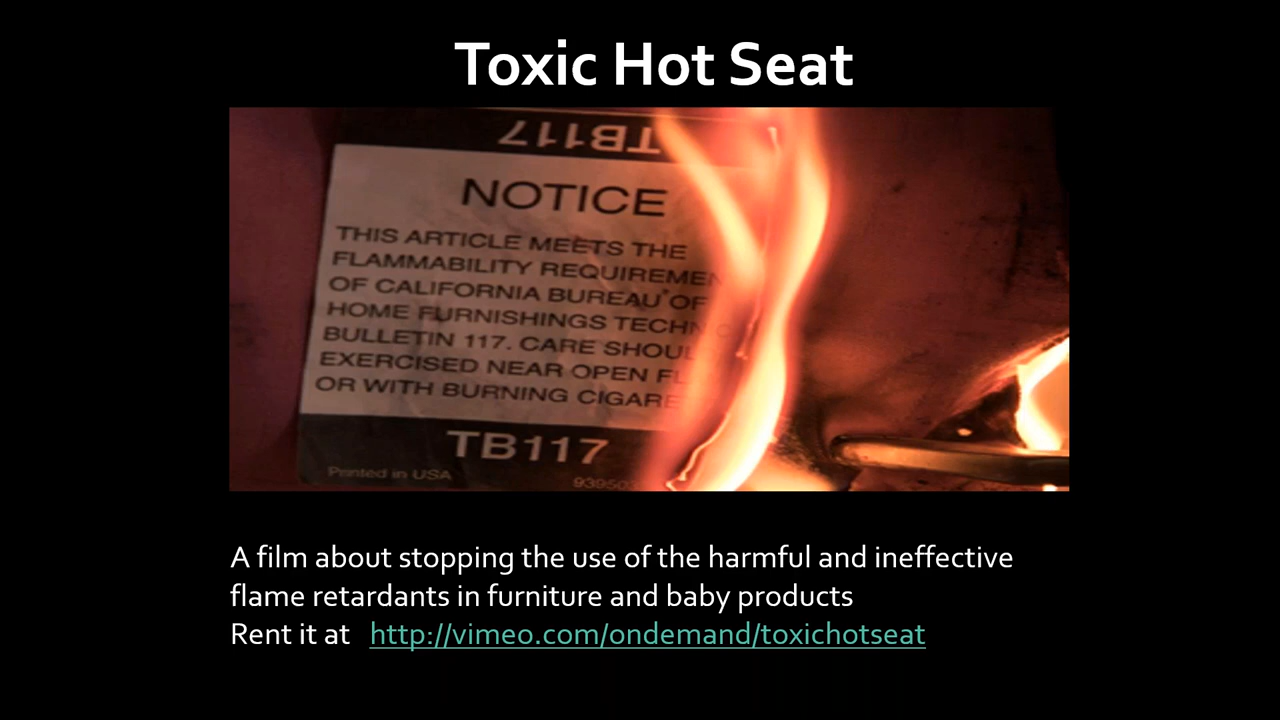 Toxic Hot Seat
TB117
NOTICE
THIS ARTICLE MEETS THE
FLAMMABILITY
OF CALIFORNIA BUREAU OF
HOME FURNISHINGS
BULLETIN 117. CARE
EXERCISED NEAR OPEN
OR WITH BURNING
TB117
Printed in USA
A film about stopping the use of the harmful and ineffective
flame retardants in furniture and baby products
Rent it at http://vimeo.com/ondemand/toxichotseat